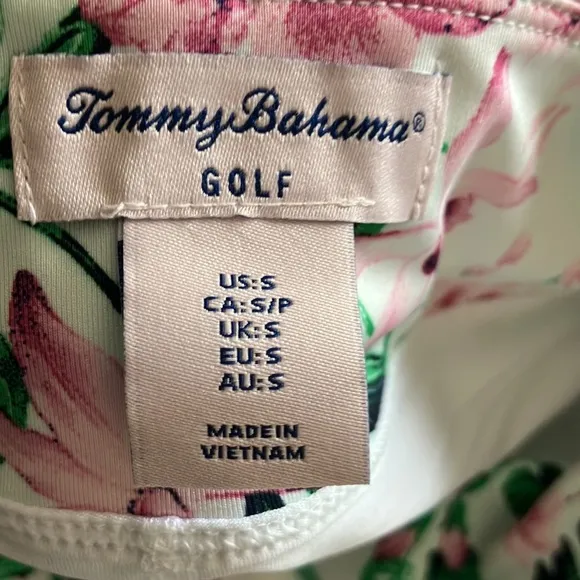 Tommy Bahama®
GOLF
US:S
CA:S/P
UK:S
EU:S
AU:S
MADE IN
VIETNAM